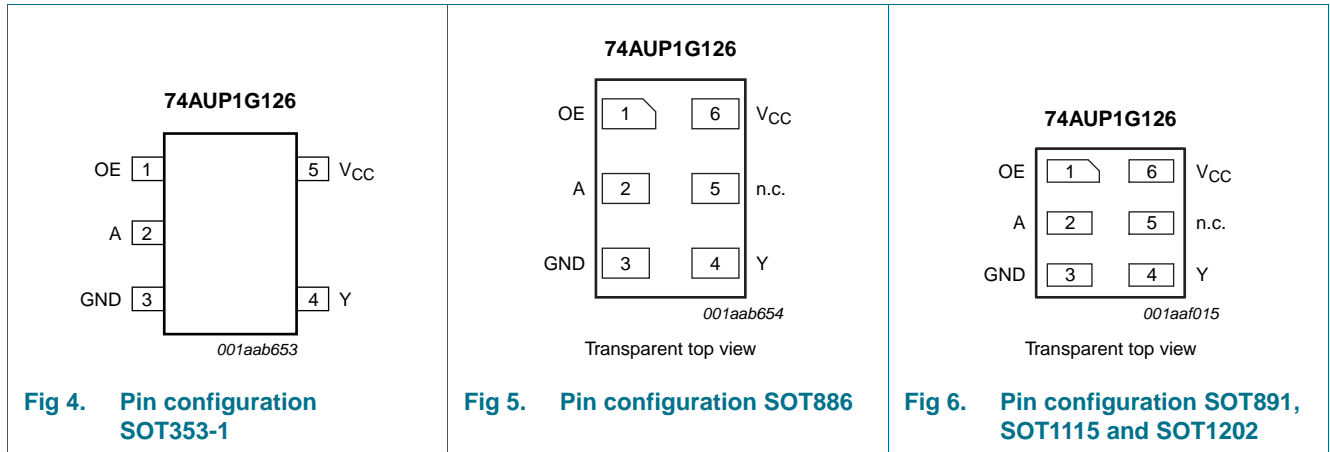 74AUP1G126
OE 1
5 VCC
A 2
GND 3
4 Y
001aab653
Fig 4. Pin configuration
SOT353-1
74AUP1G126
OE 1 6 VCC
A 2 5 n.c.
GND 3 4 Y
001aab654
Transparent top view
Fig 5. Pin configuration SOT886
74AUP1G126
OE 1 6 VCC
A 2 5 n.c.
GND 3 4 Y
001aaf015
Transparent top view
Fig 6. Pin configuration SOT891,
SOT1115 and SOT1202